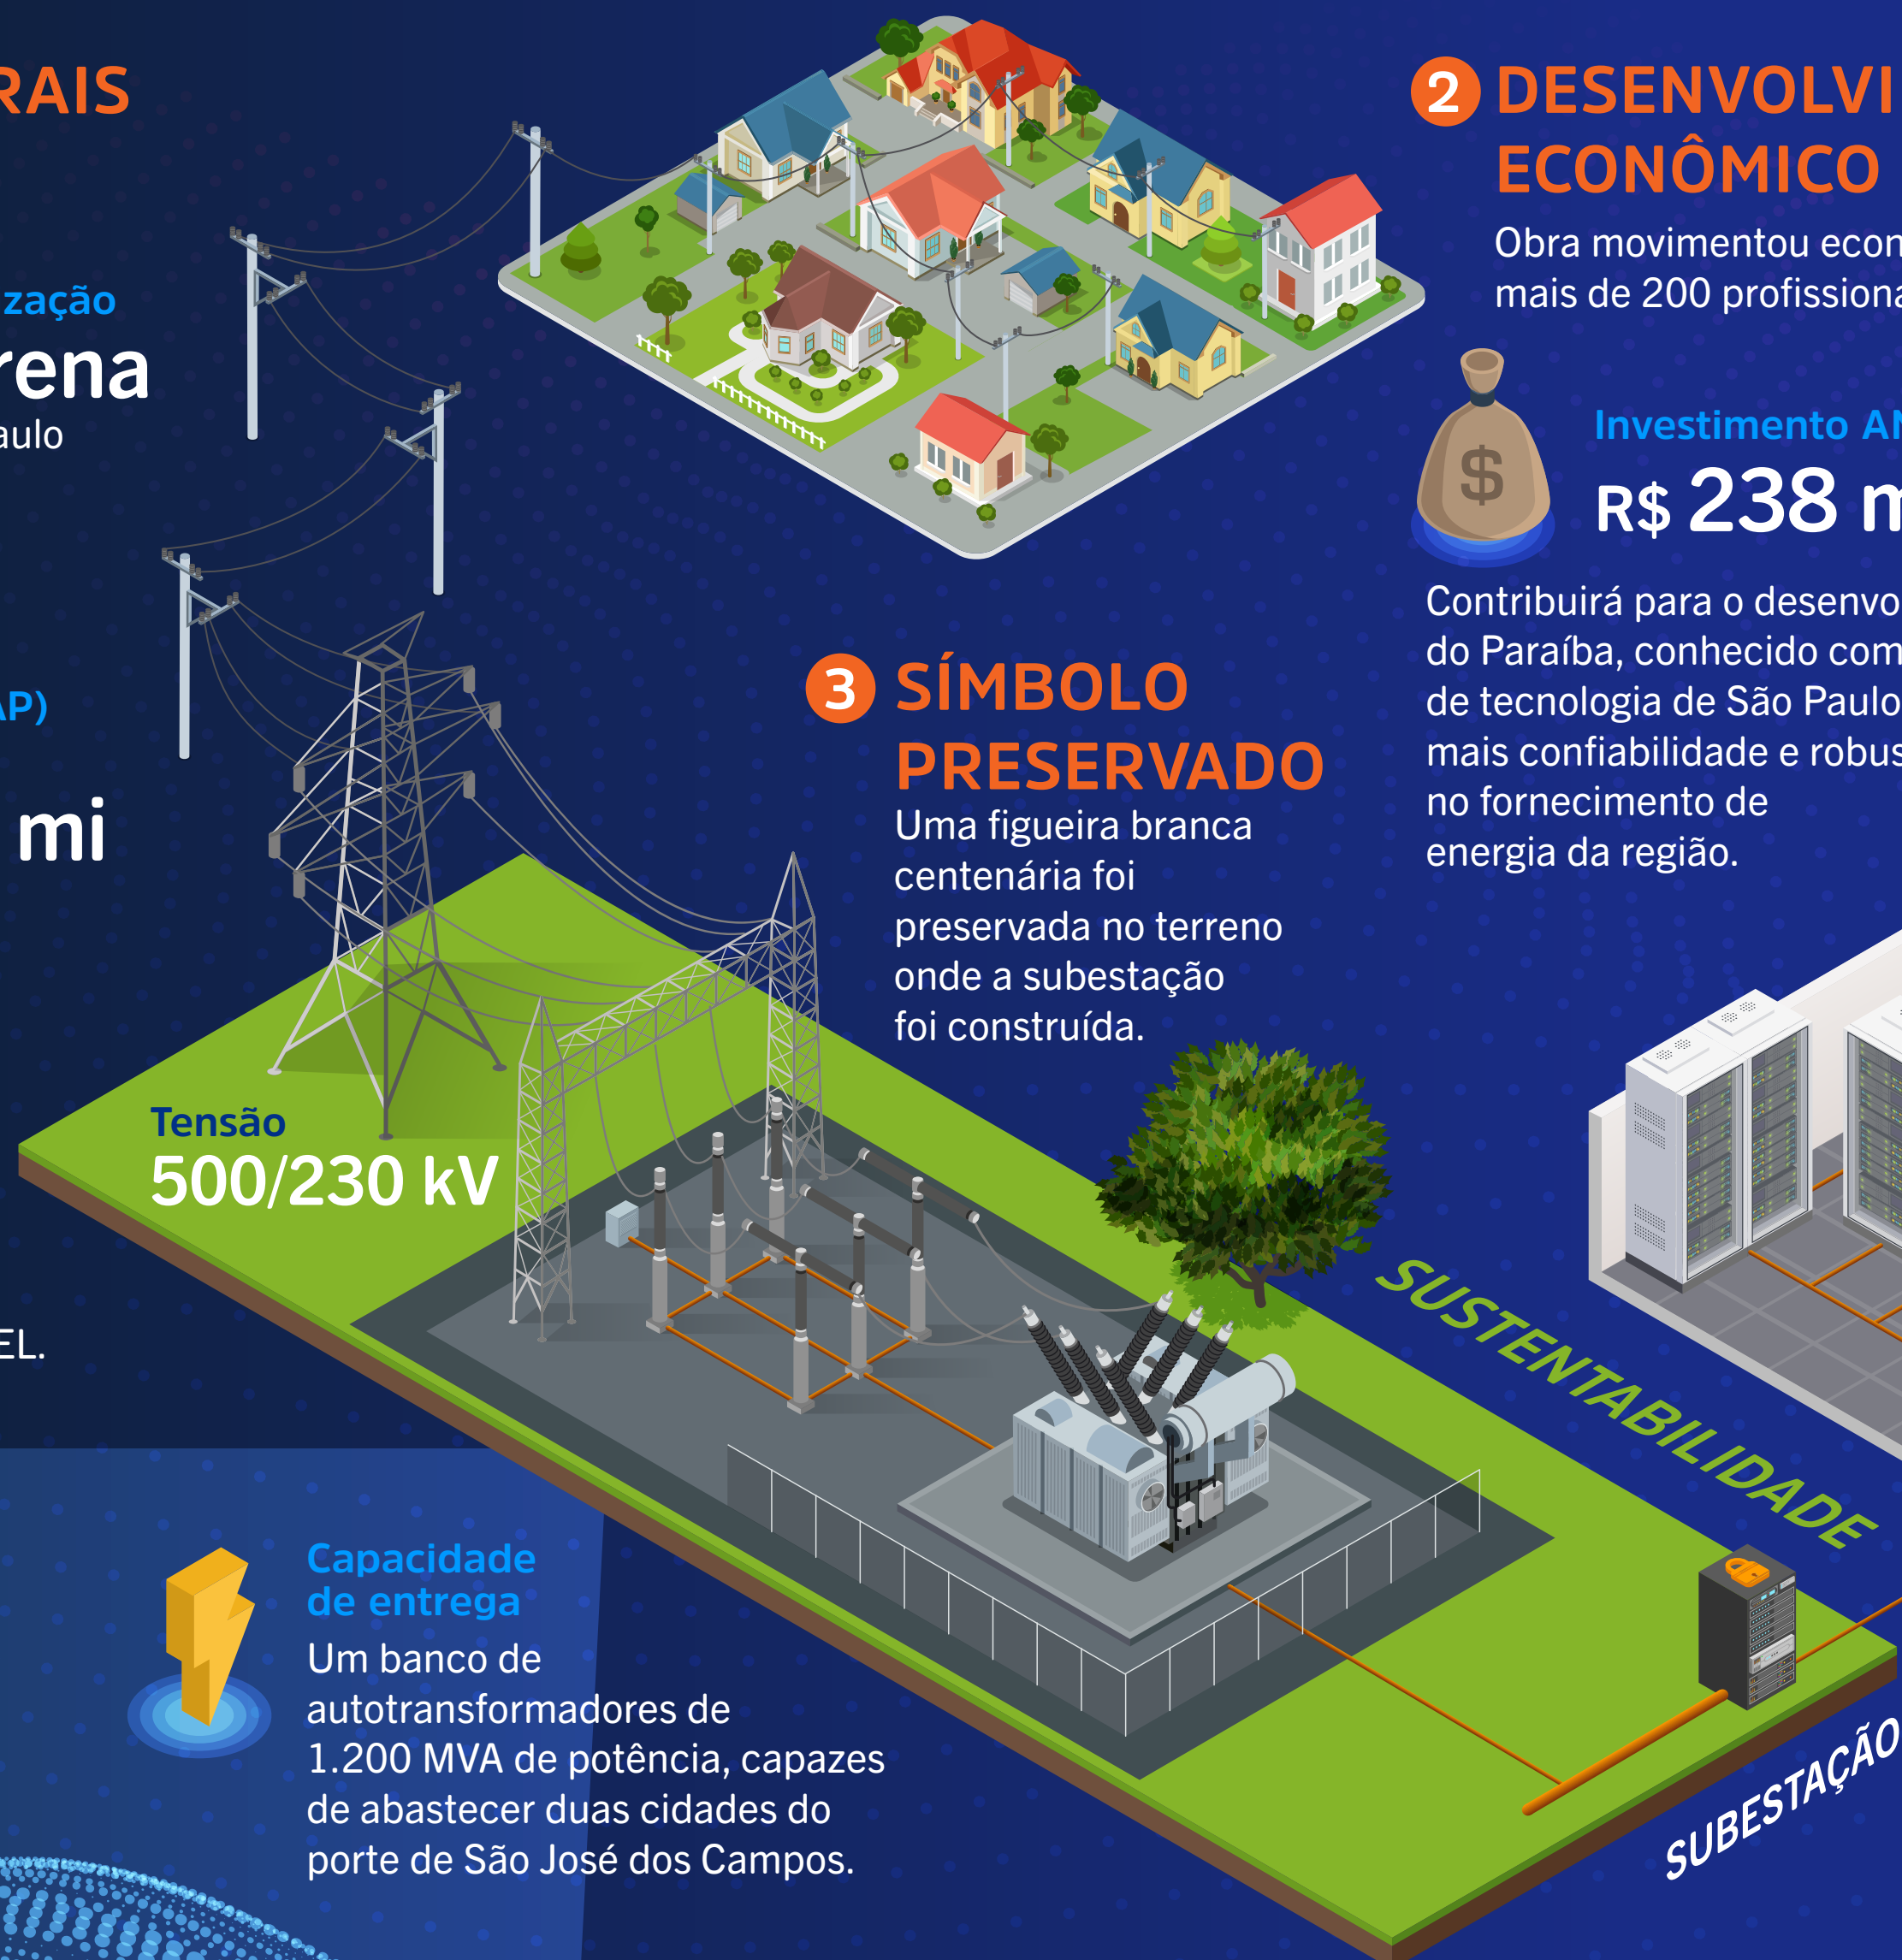 RAIS
ização
rena
aulo
AP)
mi
EL.
Tensão
500/230 kV
Capacidade
de entrega
Um banco de
autotransformadores de
1.200 MVA de potência, capazes
de abastecer duas cidades do
porte de São José dos Campos.
3 SÍMBOLO
PRESERVADO
Uma figueira branca
centenária foi
preservada no terreno
onde a subestação
foi construída.
2 DESENVOLVI
ECONÔMICO
Obra movimentou econ
mais de 200 profissiona
$
Investimento AN
R$ 238 m
Contribuirá para o desenvo
do Paraíba, conhecido com
de tecnologia de São Paulo
mais confiabilidade e robus
no fornecimento de
energia da região.
SUSTENTABILIDADE
SUBESTAÇÃO